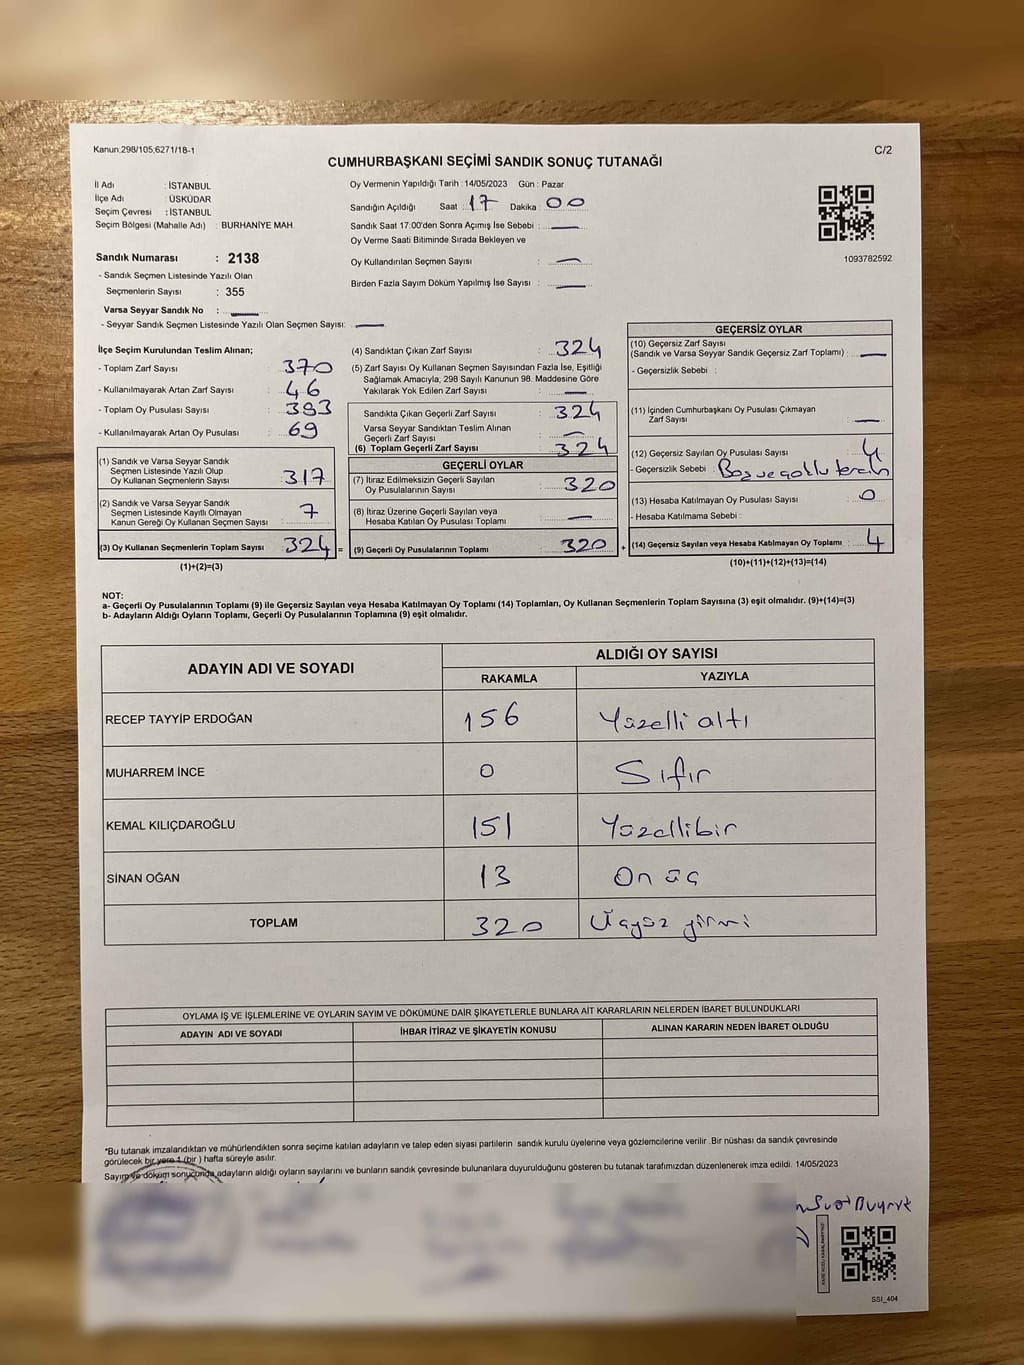 Kanun.298/105,6271/18-1
C/2
CUMHURBAŞKANI SEÇİMİ SANDIK SONUÇ TUTANAĞI
İl Adı : İSTANBUL
İlçe Adı : ÜSKÜDAR
Seçim Çevresi : İSTANBUL
Seçim Bölgesi (Mahalle Adı) : BURHANİYE MAH.
Oy Vermenin Yapıldığı Tarih : 14/05/2023 Gün : Pazar
Sandığın Açıldığı Saat : 17 Dakika : 00
Sandık Saat 17:00'den Sonra Açılmış İse Sebebi : —
Oy Verme Saati Bitiminde Sırada Bekleyen ve
Oy Kullandırılan Seçmen Sayısı : —
Birden Fazla Sayım Döküm Yapılmış İse Sayısı : —
1093782592
Sandık Numarası : 2138
- Sandık Seçmen Listesinde Yazılı Olan
Seçmenlerin Sayısı : 355
Varsa Seyyar Sandık No : —
- Seyyar Sandık Seçmen Listesinde Yazılı Olan Seçmen Sayısı: —
İlçe Seçim Kurulundan Teslim Alınan;
- Toplam Zarf Sayısı : 370
- Kullanılmayarak Artan Zarf Sayısı : 46
- Toplam Oy Pusulası Sayısı : 393
- Kullanılmayarak Artan Oy Pusulası : 69
(1) Sandık ve Varsa Seyyar Sandık
Seçmen Listesinde Yazılı Olup
Oy Kullanan Seçmenlerin Sayısı : 317
(2) Sandık ve Varsa Seyyar Sandık
Seçmen Listesinde Kayıtlı Olmayan
Kanun Gereği Oy Kullanan Seçmen Sayısı : 7
(3) Oy Kullanan Seçmenlerin Toplam Sayısı : 324 =
(1)+(2)=(3)
(4) Sandıktan Çıkan Zarf Sayısı : 324
(5) Zarf Sayısı Oy Kullanan Seçmen Sayısından Fazla İse, Eşitliği
Sağlamak Amacıyla, 298 Sayılı Kanunun 98. Maddesine Göre
Yakılarak Yok Edilen Zarf Sayısı : —
Sandıkta Çıkan Geçerli Zarf Sayısı : 324
Varsa Seyyar Sandıktan Teslim Alınan
Geçerli Zarf Sayısı : —
(6) Toplam Geçerli Zarf Sayısı : 324
GEÇERLİ OYLAR
(7) İtiraz Edilmeksizin Geçerli Sayılan
Oy Pusulalarının Sayısı : 320
(8) İtiraz Üzerine Geçerli Sayılan veya
Hesaba Katılan Oy Pusulası Toplamı : —
(9) Geçerli Oy Pusulalarının Toplamı : 320 +
GEÇERSİZ OYLAR
(10) Geçersiz Zarf Sayısı
(Sandık ve Varsa Seyyar Sandık Geçersiz Zarf Toplamı) : —
- Geçersizlik Sebebi :
(11) İçinden Cumhurbaşkanı Oy Pusulası Çıkmayan
Zarf Sayısı : —
(12) Geçersiz Sayılan Oy Pusulası Sayısı : 4
- Geçersizlik Sebebi : Boş ve çoklu tercih
(13) Hesaba Katılmayan Oy Pusulası Sayısı : 0
- Hesaba Katılmama Sebebi :
(14) Geçersiz Sayılan veya Hesaba Katılmayan Oy Toplamı : 4
(10)+(11)+(12)+(13)=(14)
NOT:
a- Geçerli Oy Pusulalarının Toplamı (9) ile Geçersiz Sayılan veya Hesaba Katılmayan Oy Toplamı (14) Toplamları, Oy Kullanan Seçmenlerin Toplam Sayısına (3) eşit olmalıdır. (9)+(14)=(3)
b- Adayların Aldığı Oyların Toplamı, Geçerli Oy Pusulalarının Toplamına (9) eşit olmalıdır.
ADAYIN ADI VE SOYADI ALDIĞI OY SAYISI
RAKAMLA YAZIYLA
RECEP TAYYİP ERDOĞAN 156 Yüzelli altı
MUHARREM İNCE 0 Sıfır
KEMAL KILIÇDAROĞLU 151 Yüzellibir
SİNAN OĞAN 13 On üç
TOPLAM 320 Üçyüz yirmi
OYLAMA İŞ VE İŞLEMLERİNE VE OYLARIN SAYIM VE DÖKÜMÜNE DAİR ŞİKAYETLERLE BUNLARA AİT KARARLARIN NELERDEN İBARET BULUNDUKLARI
ADAYIN ADI VE SOYADI İHBAR İTİRAZ VE ŞİKAYETİN KONUSU ALINAN KARARIN NEDEN İBARET OLDUĞU
*Bu tutanak imzalandıktan ve mühürlendikten sonra seçime katılan adayların ve talep eden siyasi partilerin sandık kurulu üyelerine veya gözlemcilerine verilir .Bir nüshası da sandık çevresinde
görülecek bir yere 1 (bir ) hafta süreyle asılır.
Sayım ve döküm sonucunda adayların aldığı oyların sayılarını ve bunların sandık çevresinde bulunanlara duyurulduğunu gösteren bu tutanak tarafımızdan düzenlenerek imza edildi. 14/05/2023
SSI_404